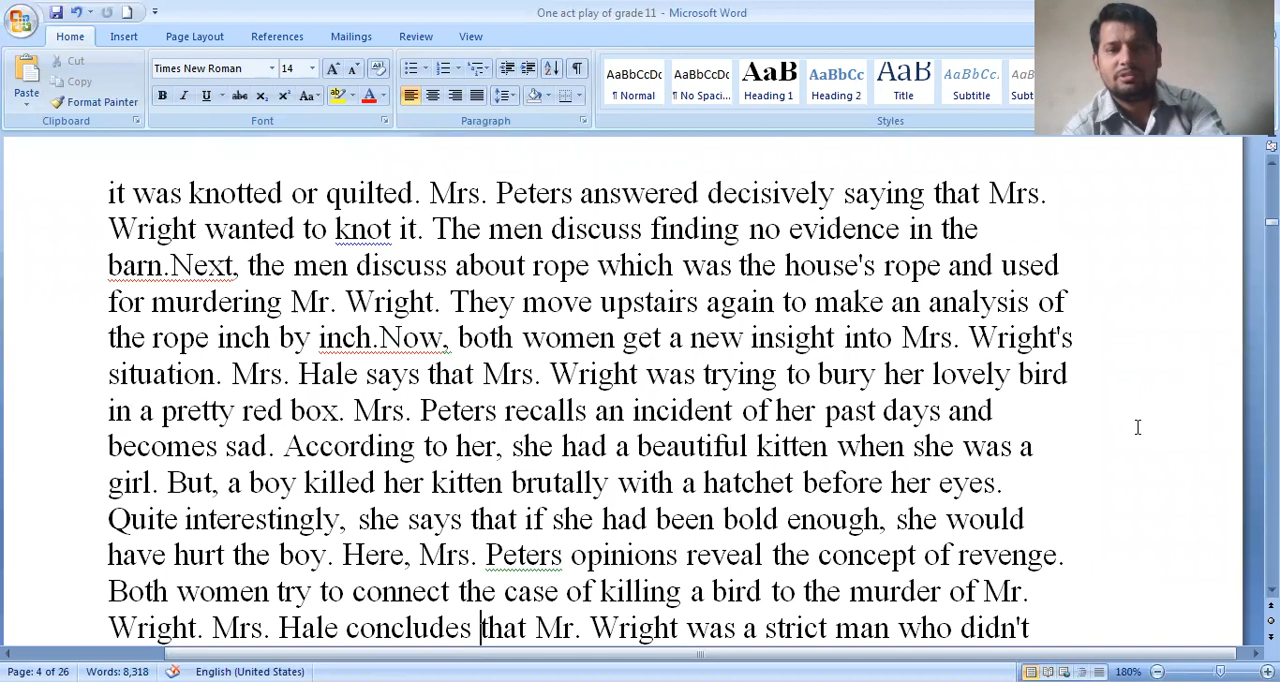 One act play of grade 11 - Microsoft Word
Home Insert Page Layout References Mailings Review View
Paste
Cut
Copy
Format Painter
Clipboard
Times New Roman 14
Font
Paragraph
AaBbCcDc AaBbCcDc AaB AaBbCc AaB AaBbCc.
¶ Normal ¶ No Spaci... Heading 1 Heading 2 Title Subtitle
Styles
it was knotted or quilted. Mrs. Peters answered decisively saying that Mrs.
Wright wanted to knot it. The men discuss finding no evidence in the
barn.Next, the men discuss about rope which was the house's rope and used
for murdering Mr. Wright. They move upstairs again to make an analysis of
the rope inch by inch.Now, both women get a new insight into Mrs. Wright's
situation. Mrs. Hale says that Mrs. Wright was trying to bury her lovely bird
in a pretty red box. Mrs. Peters recalls an incident of her past days and
becomes sad. According to her, she had a beautiful kitten when she was a
girl. But, a boy killed her kitten brutally with a hatchet before her eyes.
Quite interestingly, she says that if she had been bold enough, she would
have hurt the boy. Here, Mrs. Peters opinions reveal the concept of revenge.
Both women try to connect the case of killing a bird to the murder of Mr.
Wright. Mrs. Hale concludes that Mr. Wright was a strict man who didn't
Page: 4 of 26 Words: 8,318 English (United States) 180%